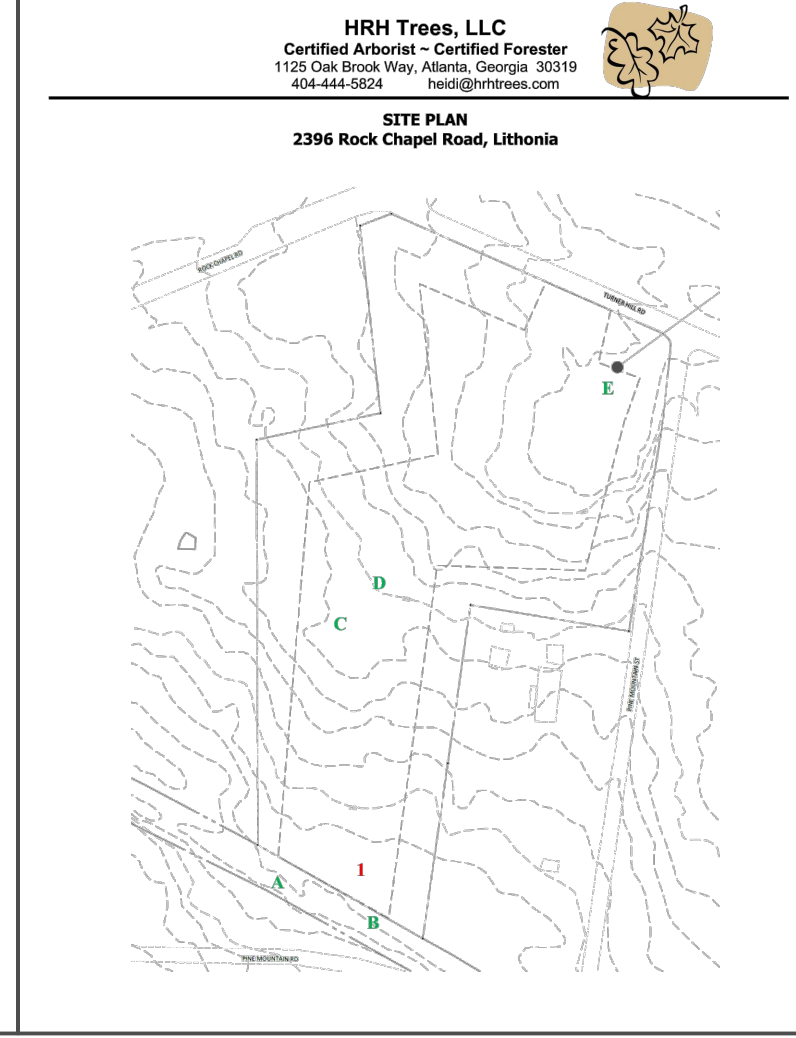 HRH Trees, LLC
Certified Arborist ~ Certified Forester
1125 Oak Brook Way, Atlanta, Georgia 30319
404-444-5824 heidi@hrhtrees.com
SITE PLAN
2396 Rock Chapel Road, Lithonia
ROCK CHAPEL RD
TURNER HILL RD
E
D
C
PINE MOUNTAIN ST
1
A
B
PINE MOUNTAIN RD